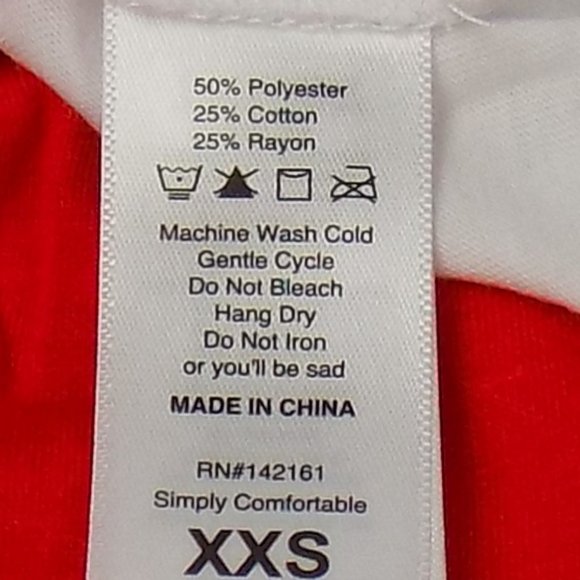 50% Polyester
25% Cotton
25% Rayon
Machine Wash Cold
Gentle Cycle
Do Not Bleach
Hang Dry
Do Not Iron
or you'll be sad
MADE IN CHINA
RN#142161
Simply Comfortable
XXS